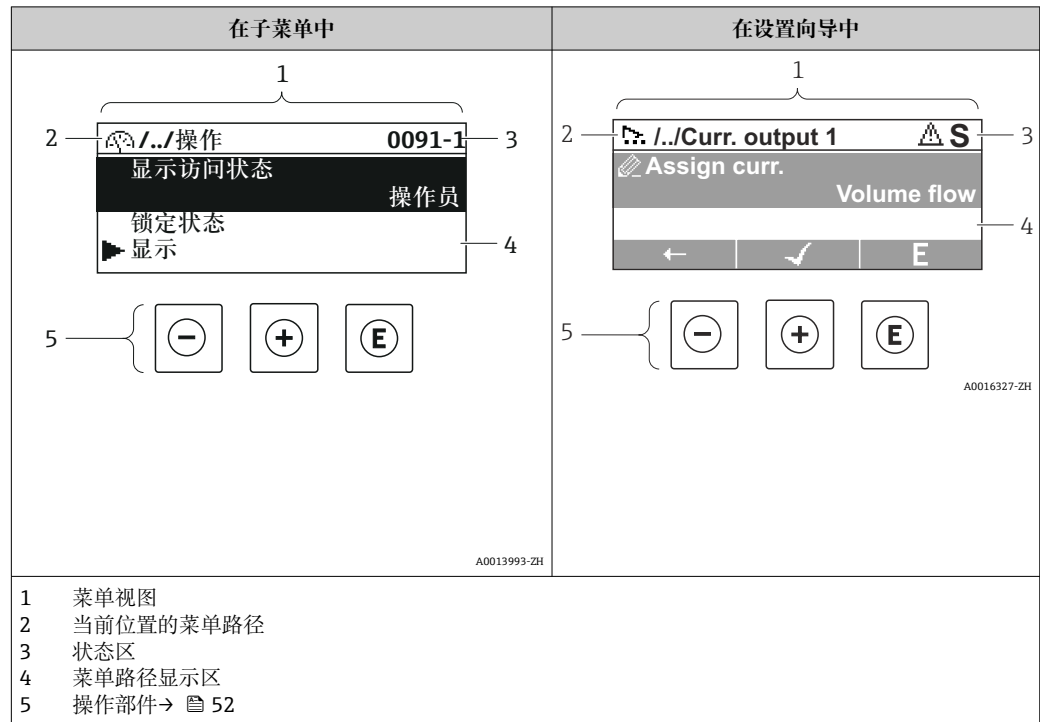 在子菜单中
在设置向导中
1
2
/../操作 0091-1
3
显示访问状态
操作员
锁定状态
显示
4
5
- + E
A0013993-ZH
1
2
/../Curr. output 1 S
3
Assign curr.
Volume flow
4
← ✓ E
5
- + E
A0016327-ZH
1 菜单视图
2 当前位置的菜单路径
3 状态区
4 菜单路径显示区
5 操作部件→ 52